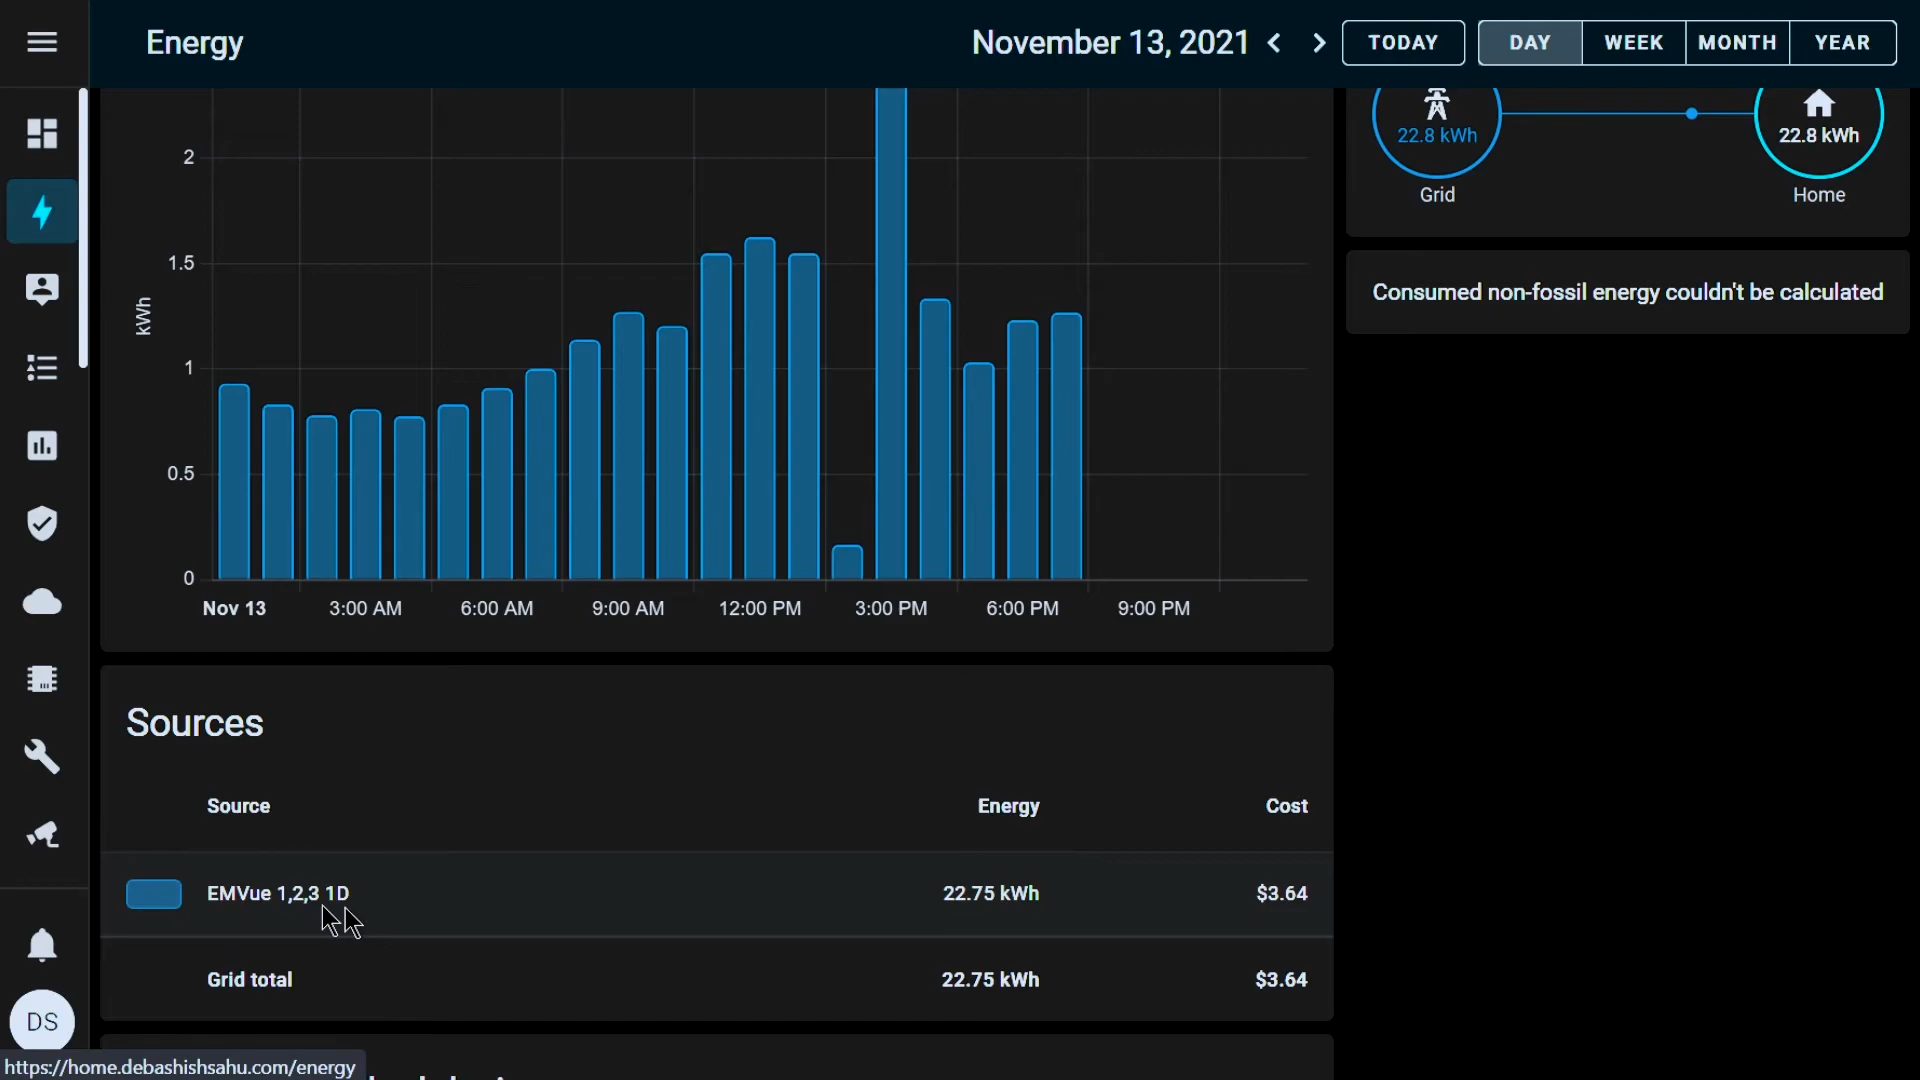 Energy
November 13, 2021
TODAY
DAY
WEEK
MONTH
YEAR
22.8 kWh
Grid
22.8 kWh
Home
Consumed non-fossil energy couldn't be calculated
kWh
2
1.5
1
0.5
0
Nov 13
3:00 AM
6:00 AM
9:00 AM
12:00 PM
3:00 PM
6:00 PM
9:00 PM
Sources
Source Energy Cost
EMVue 1,2,3 1D 22.75 kWh $3.64
Grid total 22.75 kWh $3.64
DS
https://home.debashishsahu.com/energy